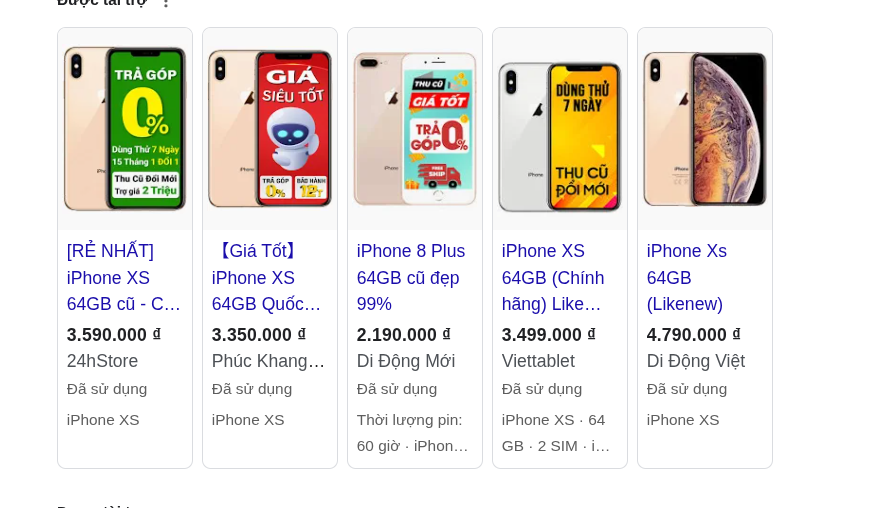 Được tài trợ
TRẢ GÓP
0%
Dùng Thử 7 Ngày
15 Tháng 1 ĐỔI 1
Thu Cũ Đổi Mới
Trợ giá 2 Triệu
[RẺ NHẤT]
iPhone XS
64GB cũ - C…
3.590.000 ₫
24hStore
Đã sử dụng
iPhone XS
GIÁ
SIÊU TỐT
TRẢ GÓP
0%
BẢO HÀNH
12T
【Giá Tốt】
iPhone XS
64GB Quốc…
3.350.000 ₫
Phúc Khang…
Đã sử dụng
iPhone XS
THU CŨ
GIÁ TỐT
TRẢ
GÓP 0%
FREE
SHIP
iPhone
iPhone 8 Plus
64GB cũ đẹp
99%
2.190.000 ₫
Di Động Mới
Đã sử dụng
Thời lượng pin:
60 giờ · iPhon…
DÙNG THỬ
7 NGÀY
THU CŨ
ĐỔI MỚI
iPhone
iPhone XS
64GB (Chính
hãng) Like…
3.499.000 ₫
Viettablet
Đã sử dụng
iPhone XS · 64
GB · 2 SIM · i…
iPhone
iPhone Xs
64GB
(Likenew)
4.790.000 ₫
Di Động Việt
Đã sử dụng
iPhone XS